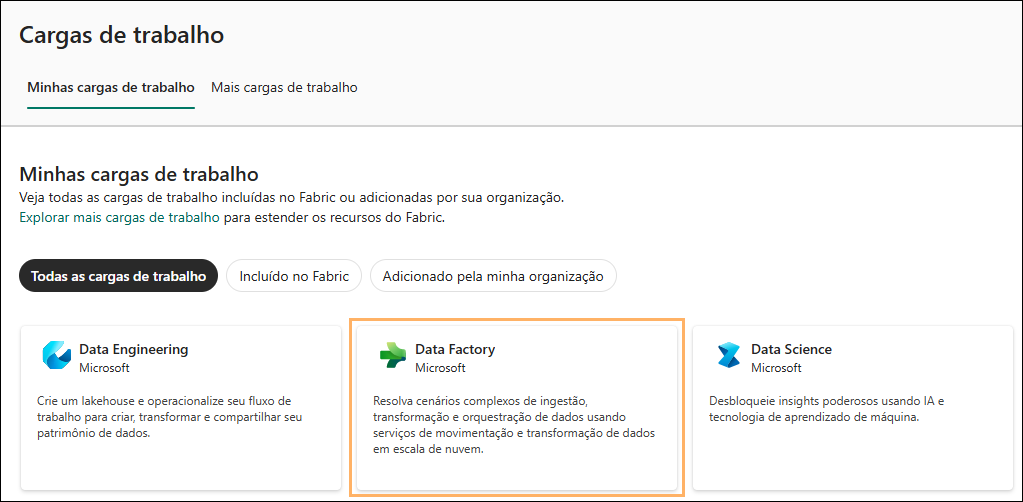 Cargas de trabalho
Minhas cargas de trabalho
Mais cargas de trabalho
Minhas cargas de trabalho
Veja todas as cargas de trabalho incluídas no Fabric ou adicionadas por sua organização.
Explorar mais cargas de trabalho para estender os recursos do Fabric.
Todas as cargas de trabalho
Incluído no Fabric
Adicionado pela minha organização
Data Engineering
Microsoft
Crie um lakehouse e operacionalize seu fluxo de
trabalho para criar, transformar e compartilhar seu
patrimônio de dados.
Data Factory
Microsoft
Resolva cenários complexos de ingestão,
transformação e orquestração de dados usando
serviços de movimentação e transformação de dados
em escala de nuvem.
Data Science
Microsoft
Desbloqueie insights poderosos usando IA e
tecnologia de aprendizado de máquina.